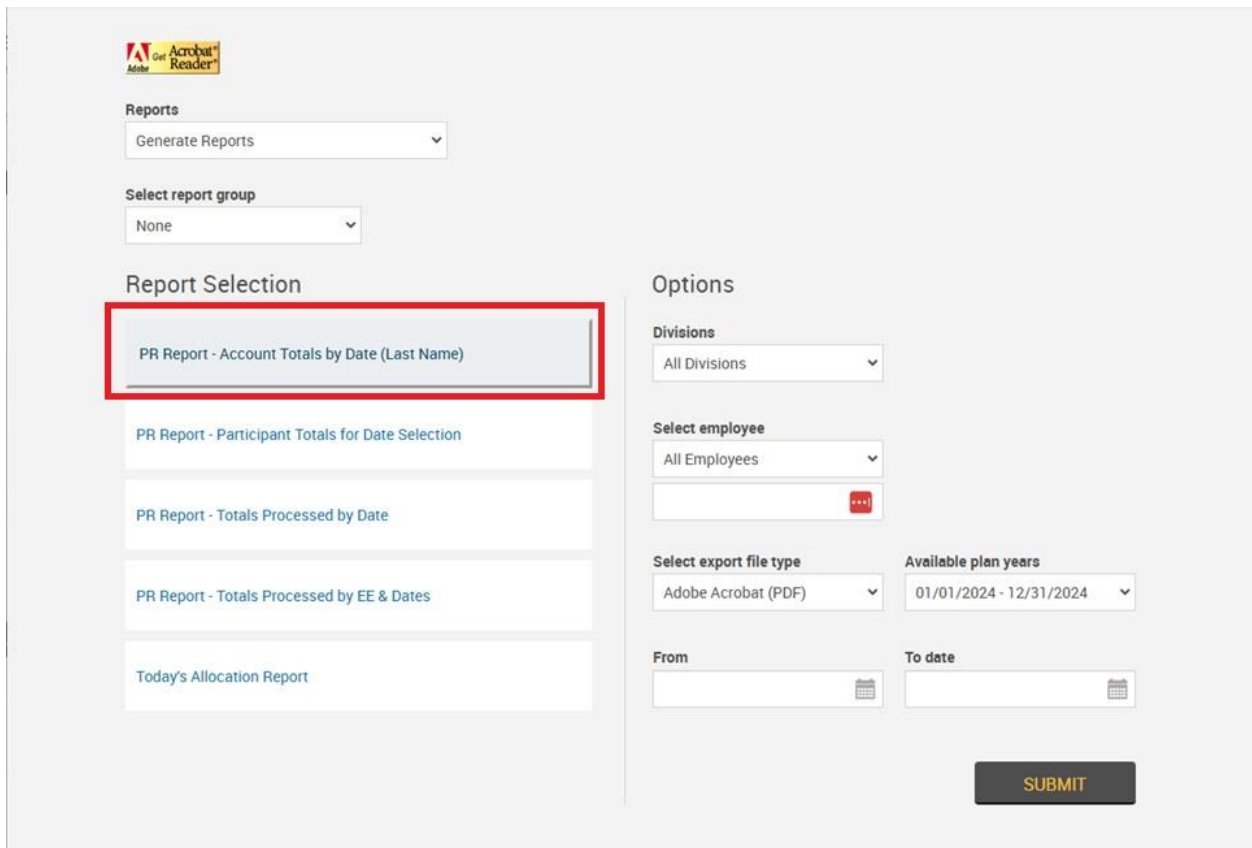 Adobe
Get Acrobat® Reader®
Reports
Generate Reports
Select report group
None
Report Selection
PR Report - Account Totals by Date (Last Name)
PR Report - Participant Totals for Date Selection
PR Report - Totals Processed by Date
PR Report - Totals Processed by EE & Dates
Today's Allocation Report
Options
Divisions
All Divisions
Select employee
All Employees
Select export file type
Adobe Acrobat (PDF)
Available plan years
01/01/2024 - 12/31/2024
From
To date
SUBMIT